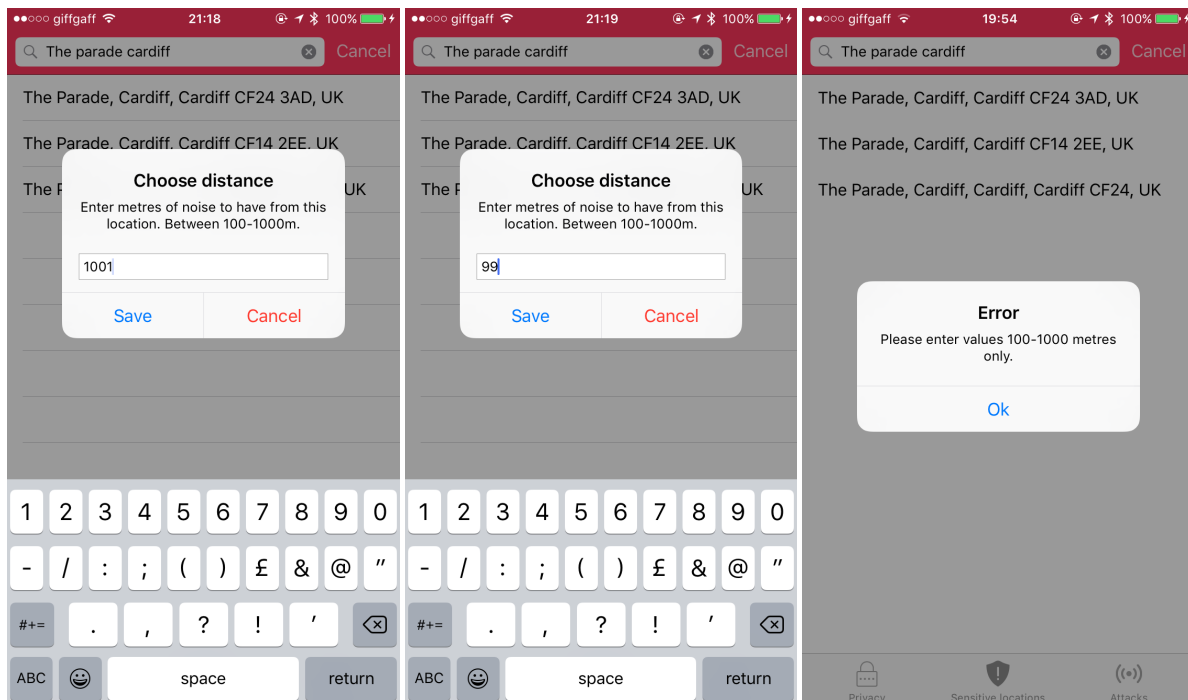 giffgaff 21:18 100%
The parade cardiff Cancel
The Parade, Cardiff, Cardiff CF24 3AD, UK
The Parade, Cardiff, Cardiff CF14 2EE, UK
The UK
Choose distance
Enter metres of noise to have from this
location. Between 100-1000m.
1001
Save Cancel
1 2 3 4 5 6 7 8 9 0
- / : ; ( ) £ & @ "
#+= . , ? ! ’
ABC space return
giffgaff 21:19 100%
The parade cardiff Cancel
The Parade, Cardiff, Cardiff CF24 3AD, UK
The Parade, Cardiff, Cardiff CF14 2EE, UK
The UK
Choose distance
Enter metres of noise to have from this
location. Between 100-1000m.
99
Save Cancel
1 2 3 4 5 6 7 8 9 0
- / : ; ( ) £ & @ "
#+= . , ? ! ’
ABC space return
giffgaff 19:54 100%
The parade cardiff Cancel
The Parade, Cardiff, Cardiff CF24 3AD, UK
The Parade, Cardiff, Cardiff CF14 2EE, UK
The Parade, Cardiff, Cardiff, Cardiff CF24, UK
Error
Please enter values 100-1000 metres
only.
Ok
Privacy Sensitive locations Attacks